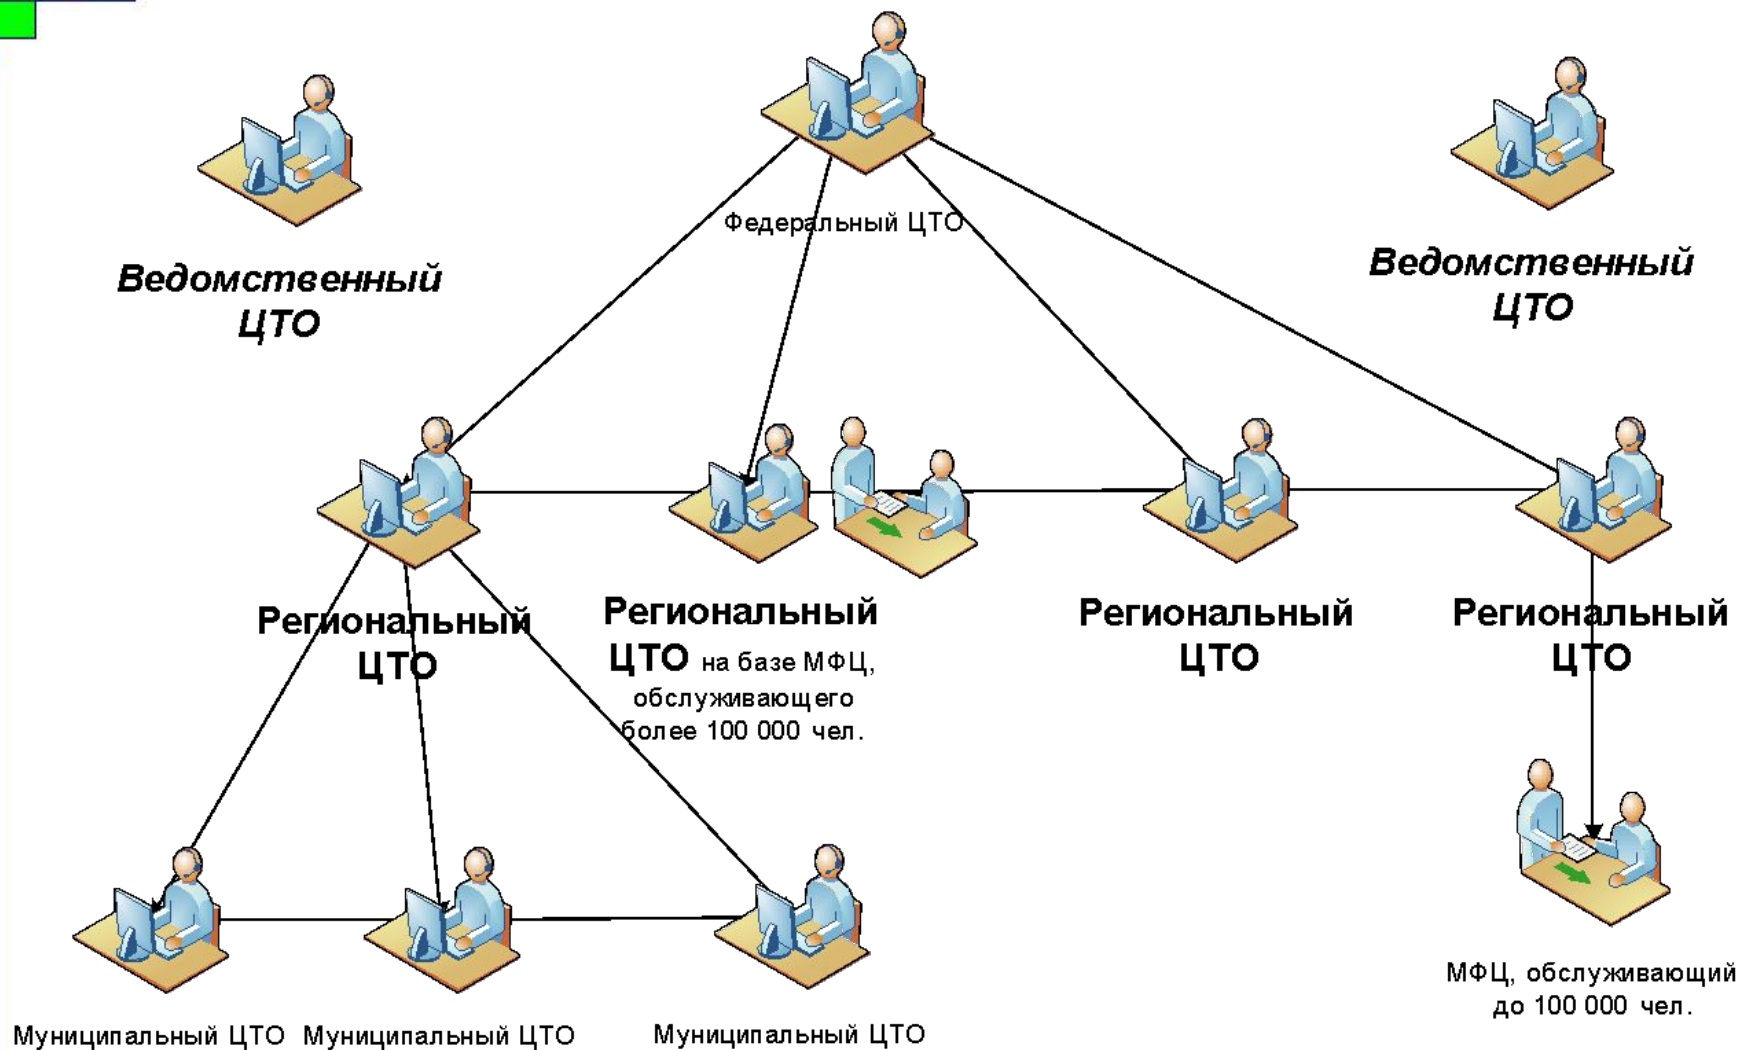 Федеральный ЦТО
Ведомственный
ЦТО
Ведомственный
ЦТО
Региональный
ЦТО
Региональный
ЦТО на базе МФЦ,
обслуживающего
более 100 000 чел.
Региональный
ЦТО
Региональный
ЦТО
МФЦ, обслуживающий
до 100 000 чел.
Муниципальный ЦТО
Муниципальный ЦТО
Муниципальный ЦТО